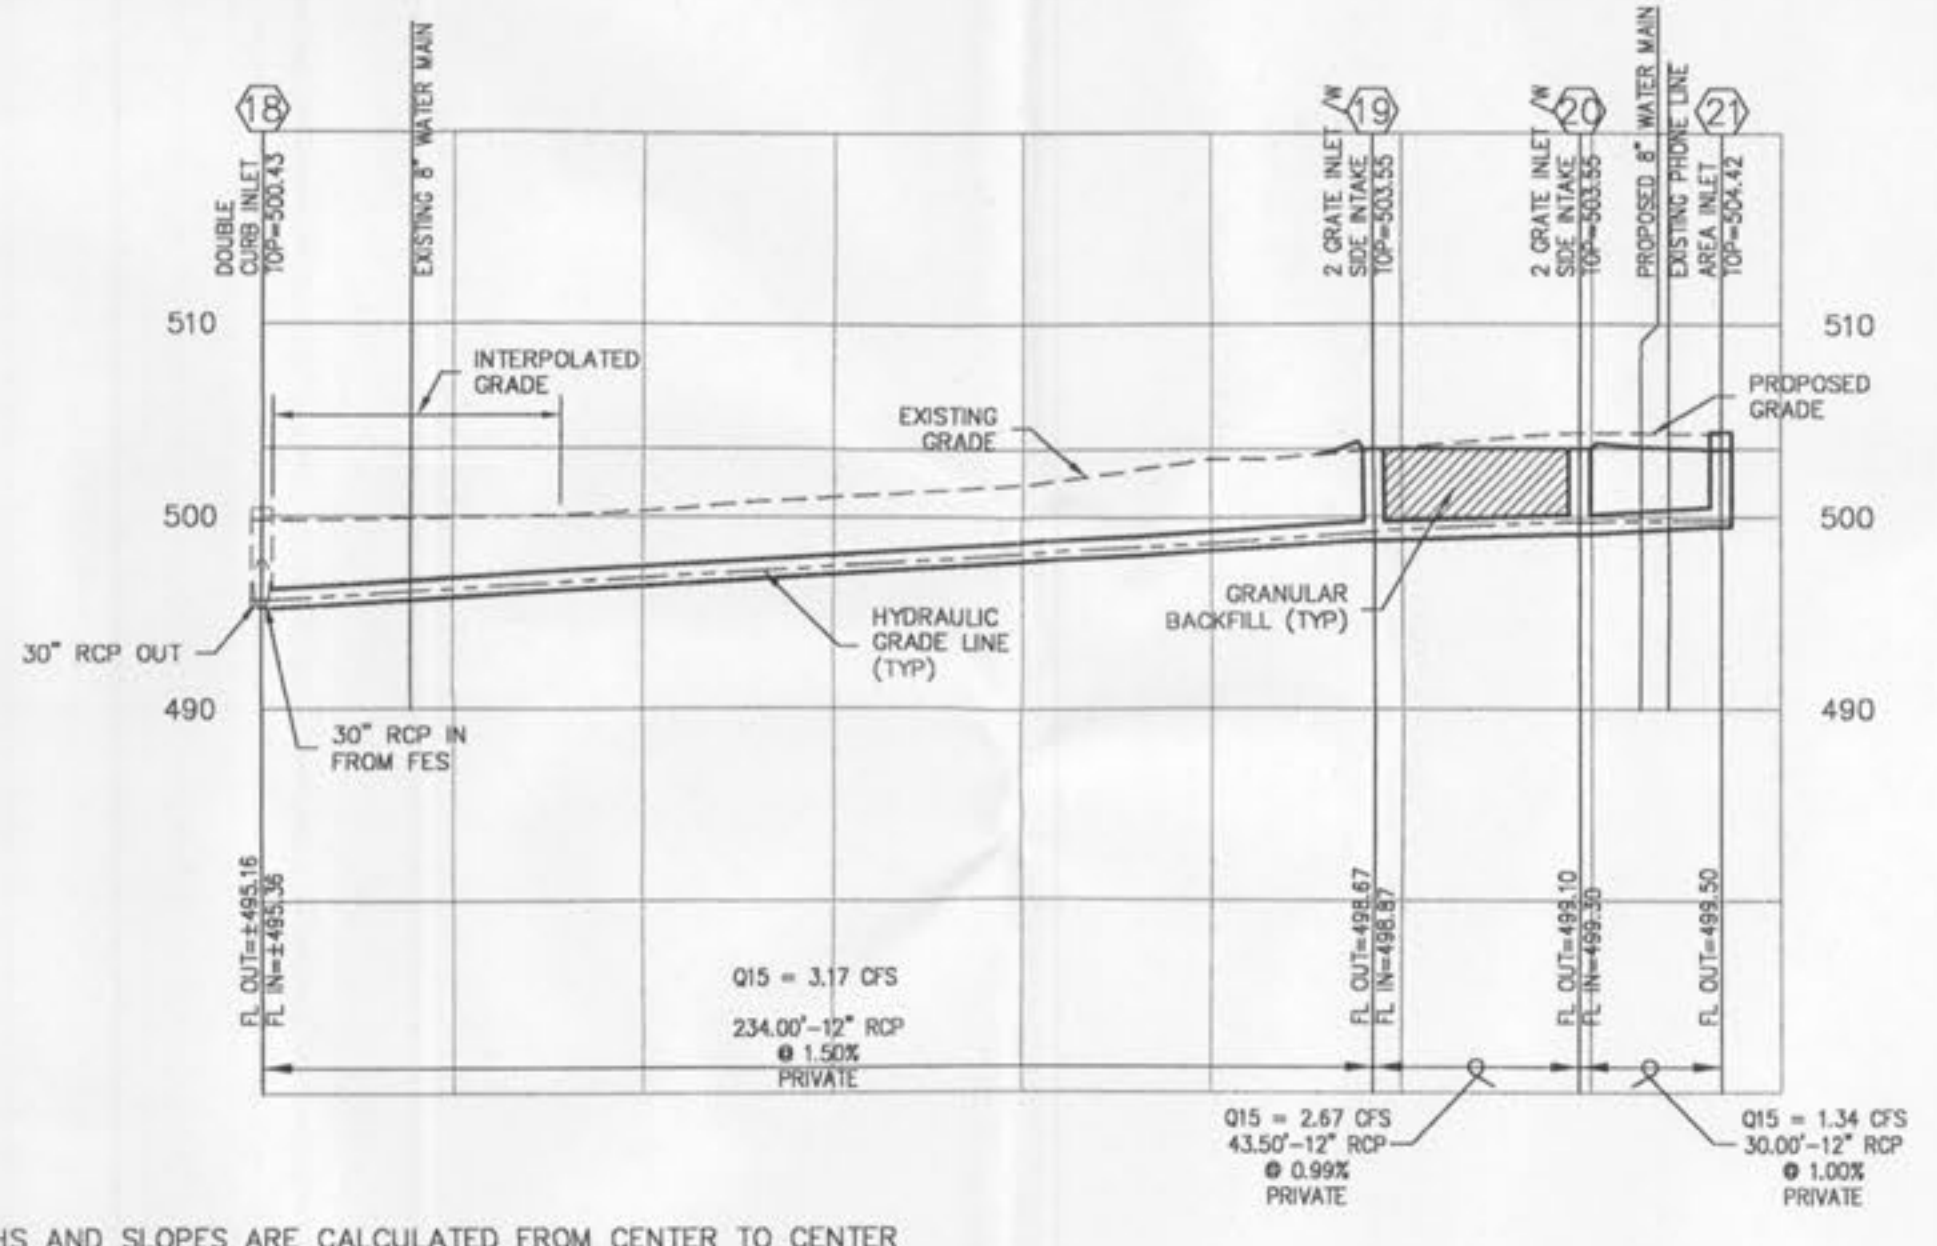 18
DOUBLE
CURB INLET
TOP=500.43
EXISTING 8" WATER MAIN
2 GRATE INLET /W
SIDE INTAKE
TOP=503.55
19
2 GRATE INLET /W
SIDE INTAKE
TOP=503.55
20
PROPOSED 8" WATER MAIN
EXISTING PHONE LINE
AREA INLET
TOP=504.42
21
510
510
INTERPOLATED
GRADE
EXISTING
GRADE
PROPOSED
GRADE
500
500
30" RCP OUT
HYDRAULIC
GRADE LINE
(TYP)
GRANULAR
BACKFILL (TYP)
490
490
30" RCP IN
FROM FES
FL OUT=±495.16
FL IN=±495.36
FL OUT=498.67
FL IN=498.87
FL OUT=499.10
FL IN=499.30
FL OUT=499.50
Q15 = 3.17 CFS
234.00'-12" RCP
@ 1.50%
PRIVATE
Q15 = 2.67 CFS
43.50'-12" RCP
@ 0.99%
PRIVATE
Q15 = 1.34 CFS
30.00'-12" RCP
@ 1.00%
PRIVATE
AND SLOPES ARE CALCULATED FROM CENTER TO CENTER